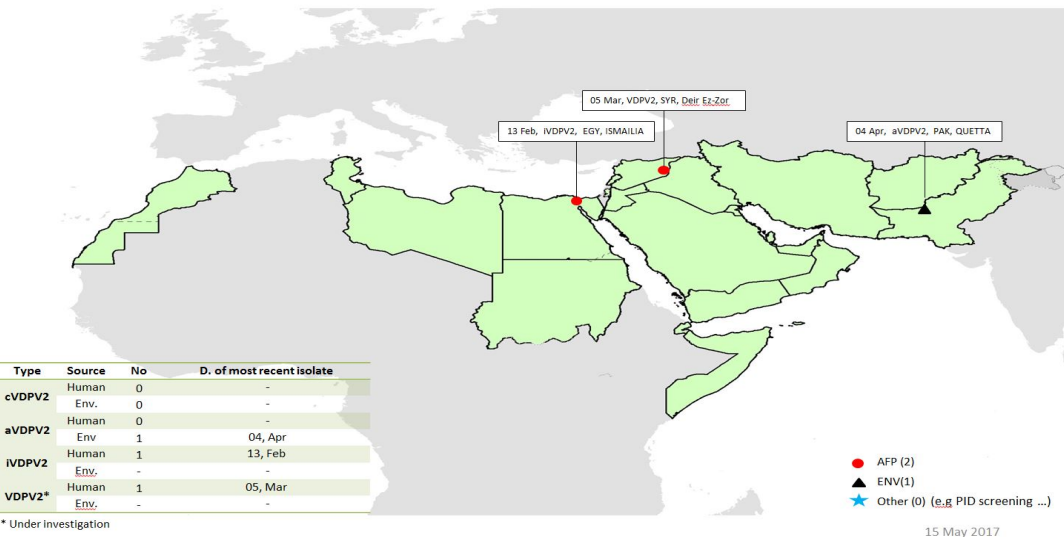 05 Mar, VDPV2, SYR, Deir Ez-Zor
13 Feb, iVDPV2, EGY, ISMAILIA
04 Apr, aVDPV2, PAK, QUETTA
Type Source No D. of most recent isolate
cVDPV2 Human 0 -
Env. 0 -
aVDPV2 Human 0 -
Env 1 04, Apr
iVDPV2 Human 1 13, Feb
Env. - -
VDPV2* Human 1 05, Mar
Env. - -
* Under investigation
AFP (2)
ENV(1)
Other (0) (e.g PID screening ...)
15 May 2017